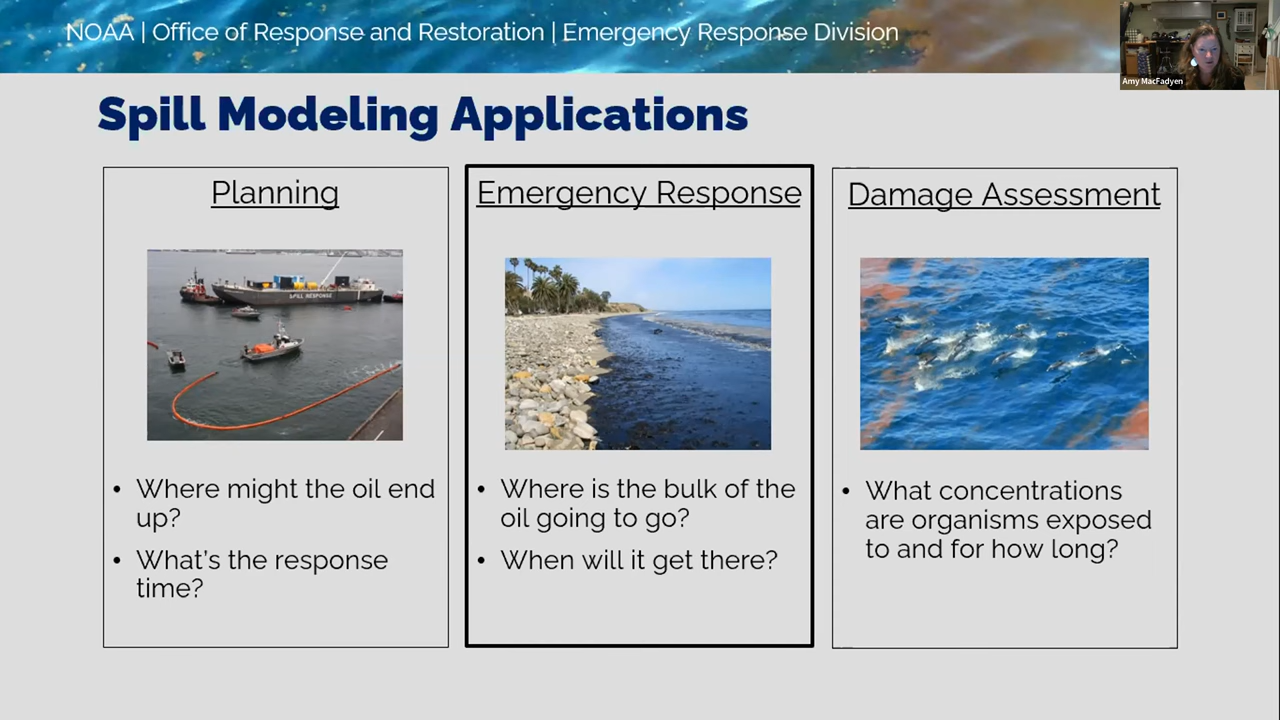 NOAA | Office of Response and Restoration | Emergency Response Division
Amy MacFadyen
Spill Modeling Applications
Planning
SPILL RESPONSE
• Where might the oil end
up?
• What's the response
time?
Emergency Response
• Where is the bulk of the
oil going to go?
• When will it get there?
Damage Assessment
• What concentrations
are organisms exposed
to and for how long?